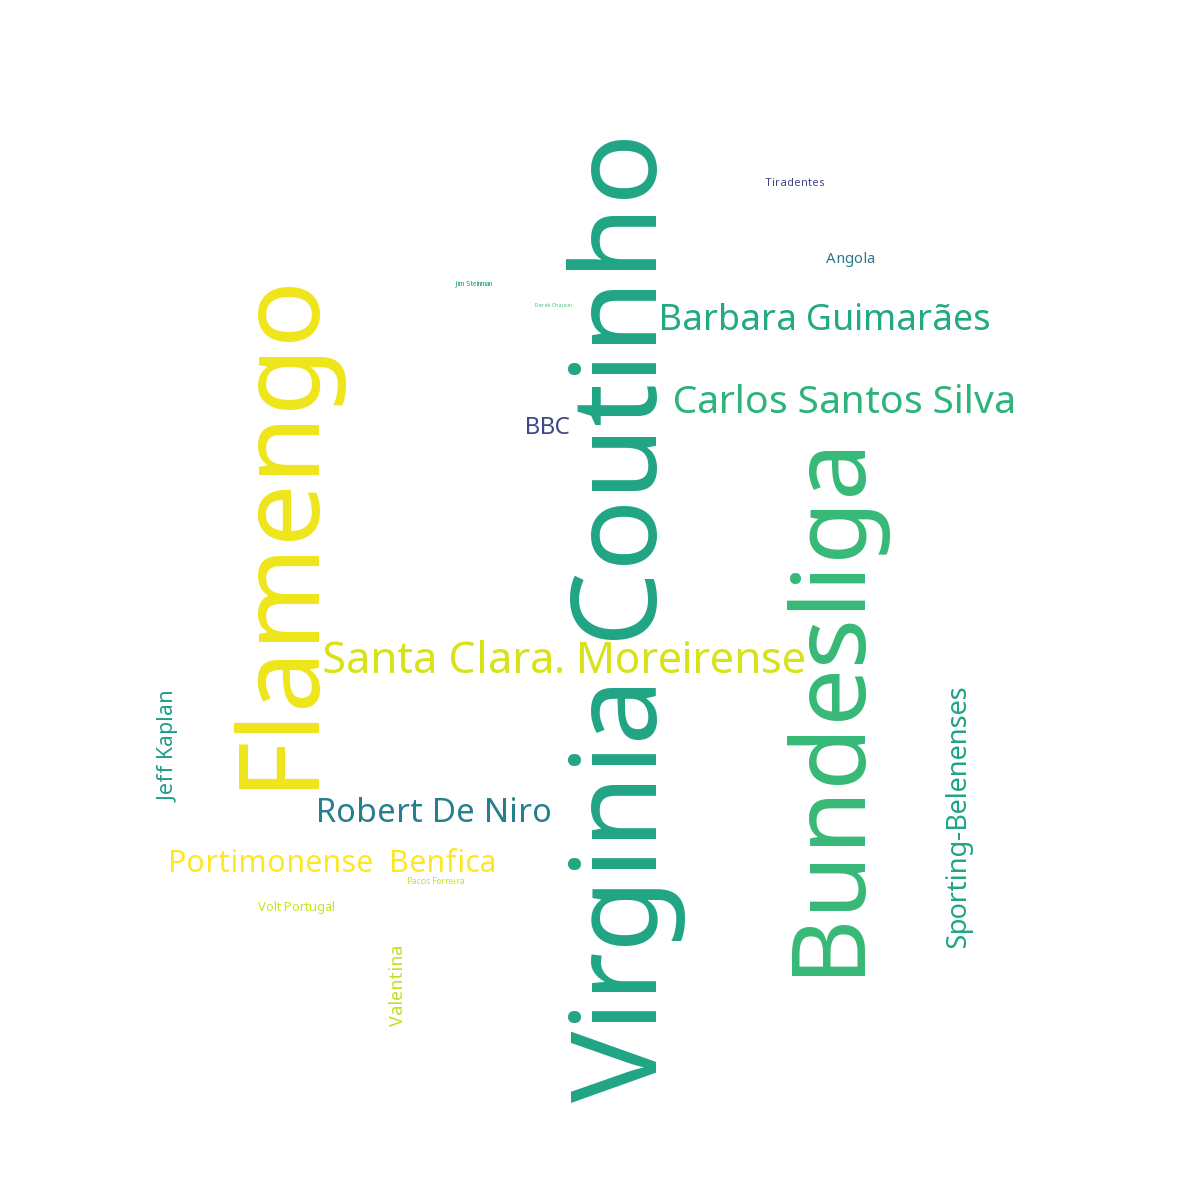 Tiradentes
Angola
Jim Steinman
Derek Chauvin
Barbara Guimarães
Carlos Santos Silva
BBC
Flamengo
Virginia Coutinho
Bundesliga
Santa Clara. Moreirense
Jeff Kaplan
Sporting-Belenenses
Robert De Niro
Portimonense Benfica
Pacos Ferreira
Volt Portugal
Valentina